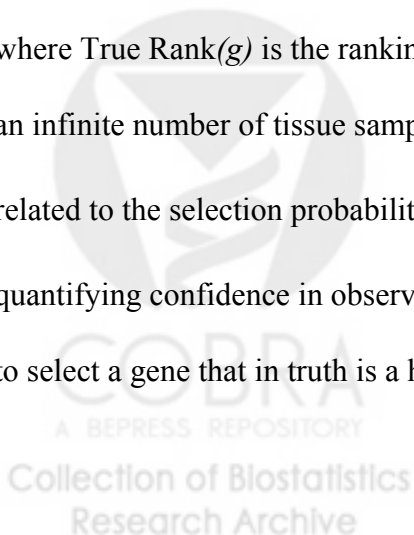 where True Rank(g) is the rankin
an infinite number of tissue samp
related to the selection probabilit
quantifying confidence in observ
to select a gene that in truth is a h
COBRA
A BEPRESS REPOSITORY
Collection of Biostatistics
Research Archive